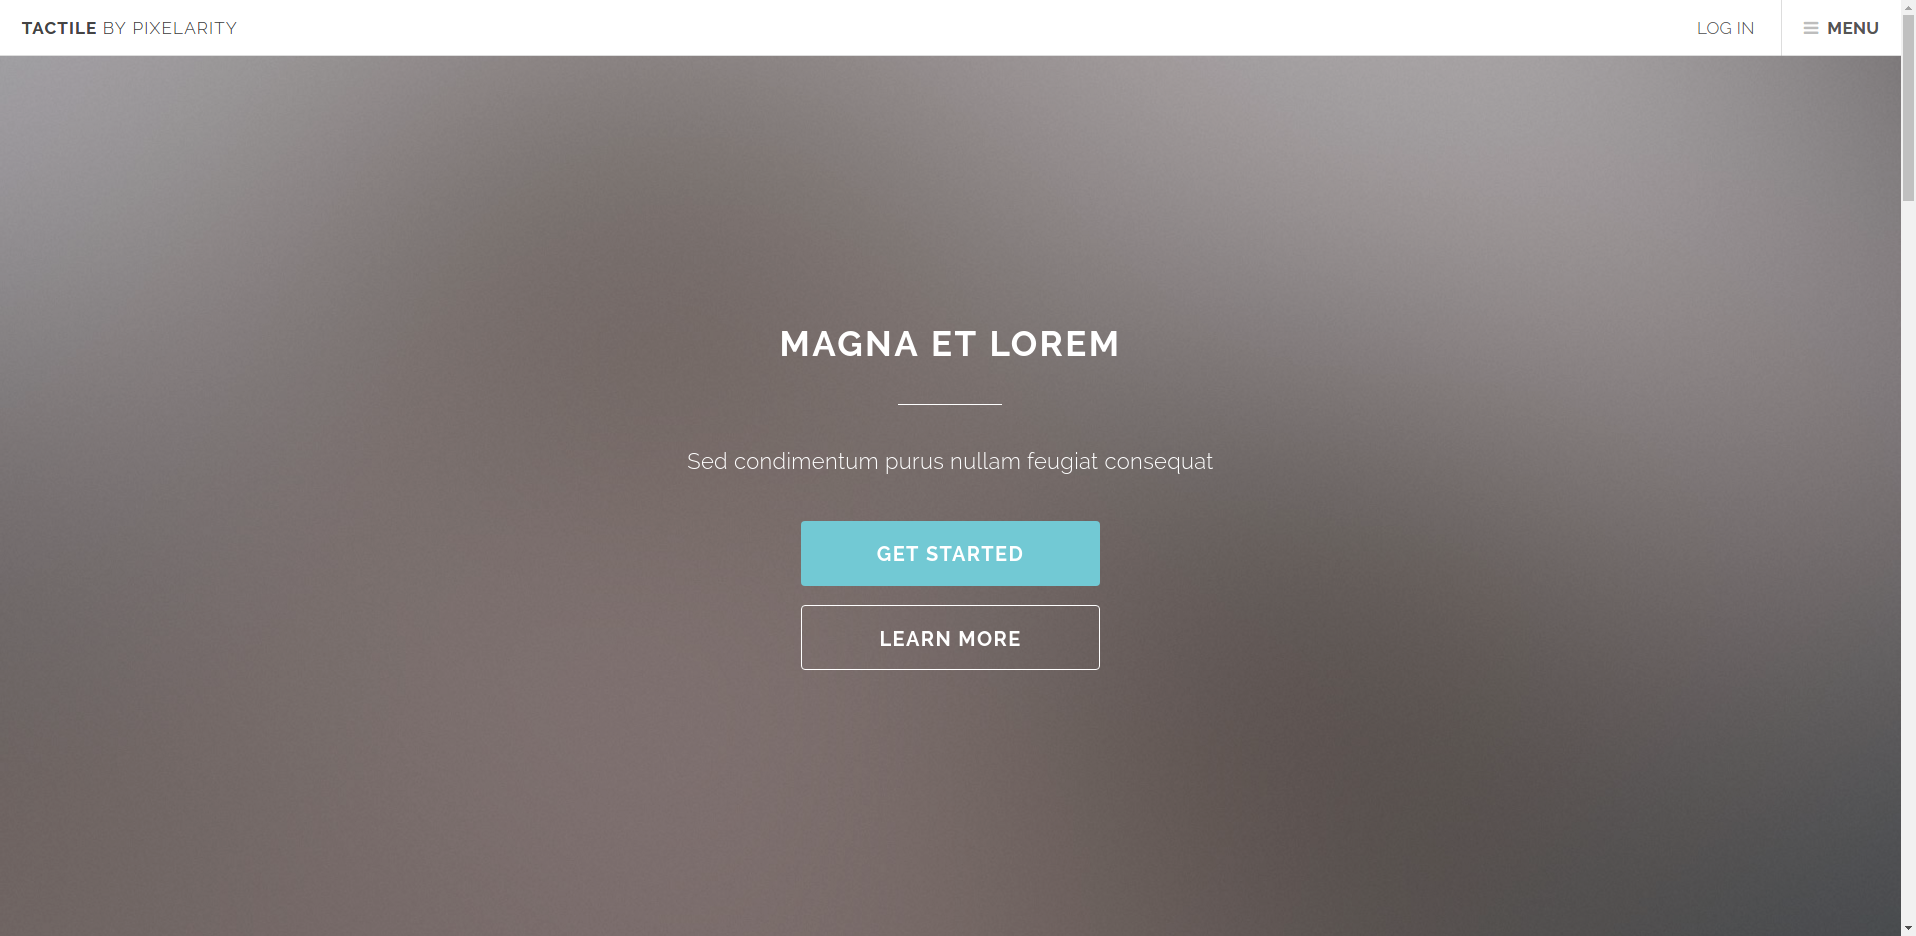 TACTILE BY PIXELARITY
LOG IN
MENU
MAGNA ET LOREM
Sed condimentum purus nullam feugiat consequat
GET STARTED
LEARN MORE